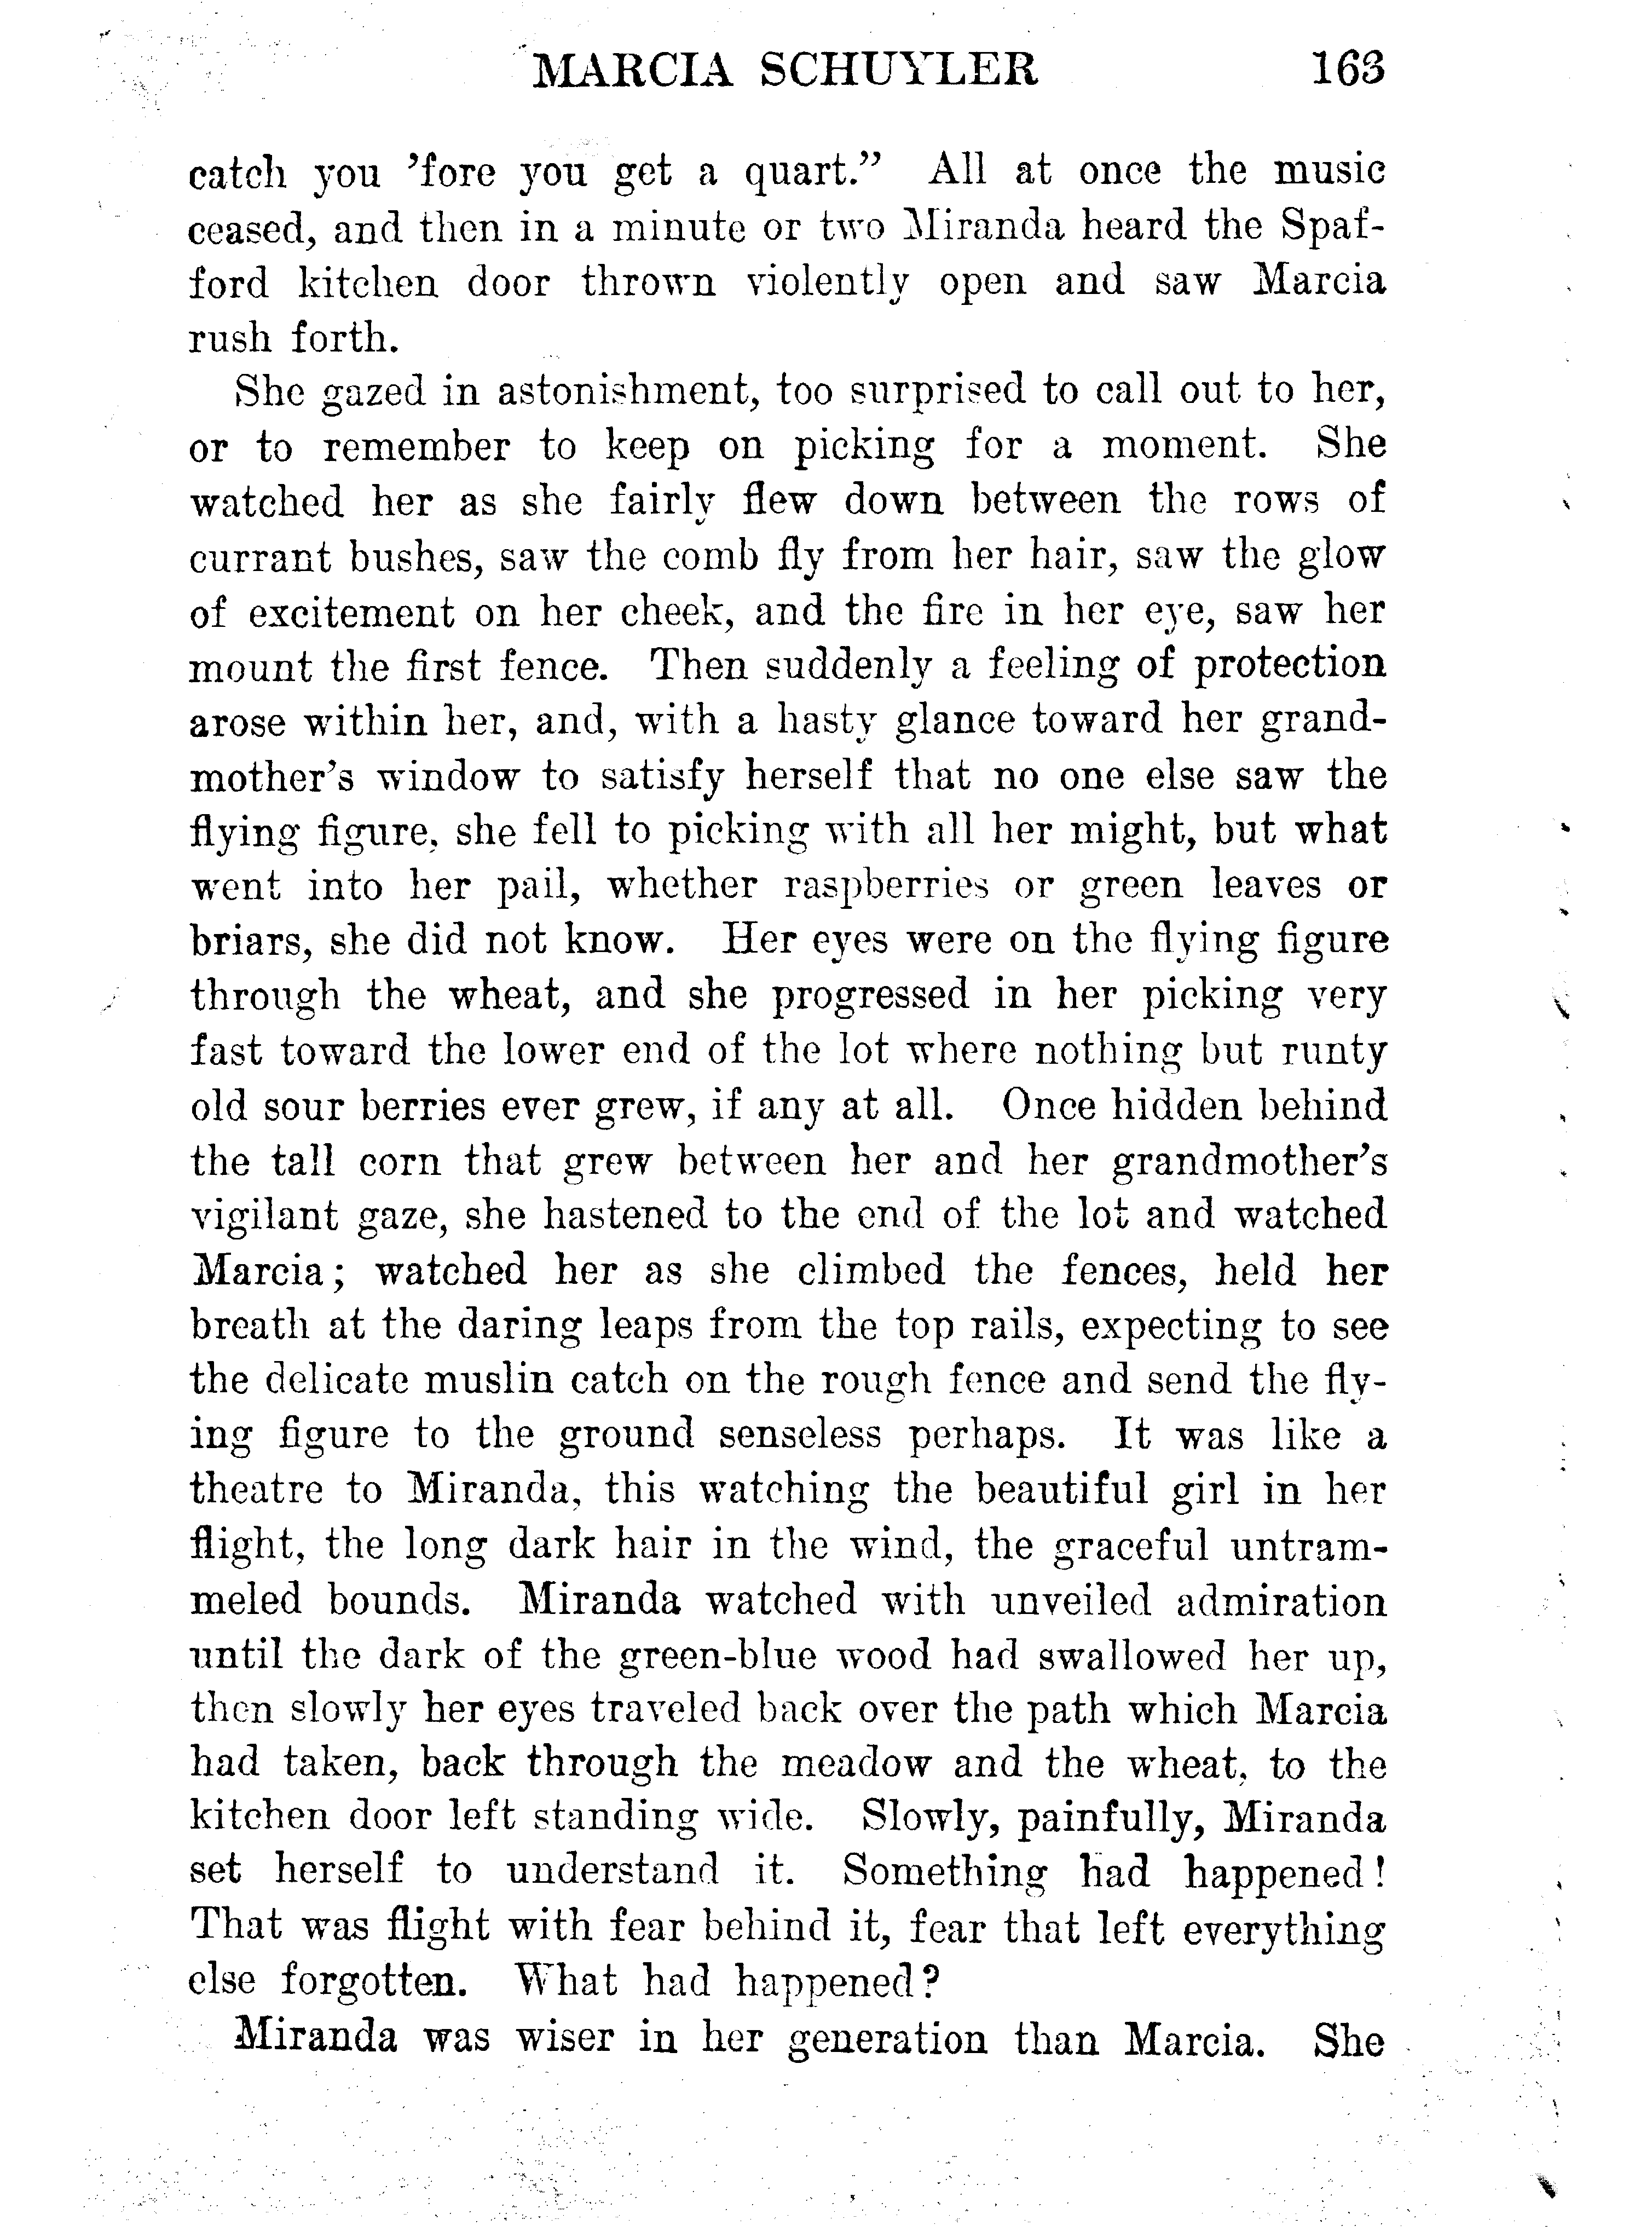 MARCIA SCHUYLER 163
catch you ’fore you get a quart.” All at once the music
ceased, and then in a minute or two Miranda heard the Spaf-
ford kitchen door thrown violently open and saw Marcia
rush forth.
She gazed in astonishment, too surprised to call out to her,
or to remember to keep on picking for a moment. She
watched her as she fairly flew down between the rows of
currant bushes, saw the comb fly from her hair, saw the glow
of excitement on her cheek, and the fire in her eye, saw her
mount the first fence. Then suddenly a feeling of protection
arose within her, and, with a hasty glance toward her grand-
mother’s window to satisfy herself that no one else saw the
flying figure, she fell to picking with all her might, but what
went into her pail, whether raspberries or green leaves or
briars, she did not know. Her eyes were on the flying figure
through the wheat, and she progressed in her picking very
fast toward the lower end of the lot where nothing but runty
old sour berries ever grew, if any at all. Once hidden behind
the tall corn that grew between her and her grandmother’s
vigilant gaze, she hastened to the end of the lot and watched
Marcia; watched her as she climbed the fences, held her
breath at the daring leaps from the top rails, expecting to see
the delicate muslin catch on the rough fence and send the fly-
ing figure to the ground senseless perhaps. It was like a
theatre to Miranda, this watching the beautiful girl in her
flight, the long dark hair in the wind, the graceful untram-
meled bounds. Miranda watched with unveiled admiration
until the dark of the green-blue wood had swallowed her up,
then slowly her eyes traveled back over the path which Marcia
had taken, back through the meadow and the wheat, to the
kitchen door left standing wide. Slowly, painfully, Miranda
set herself to understand it. Something had happened!
That was flight with fear behind it, fear that left everything
else forgotten. What had happened?
Miranda was wiser in her generation than Marcia. She